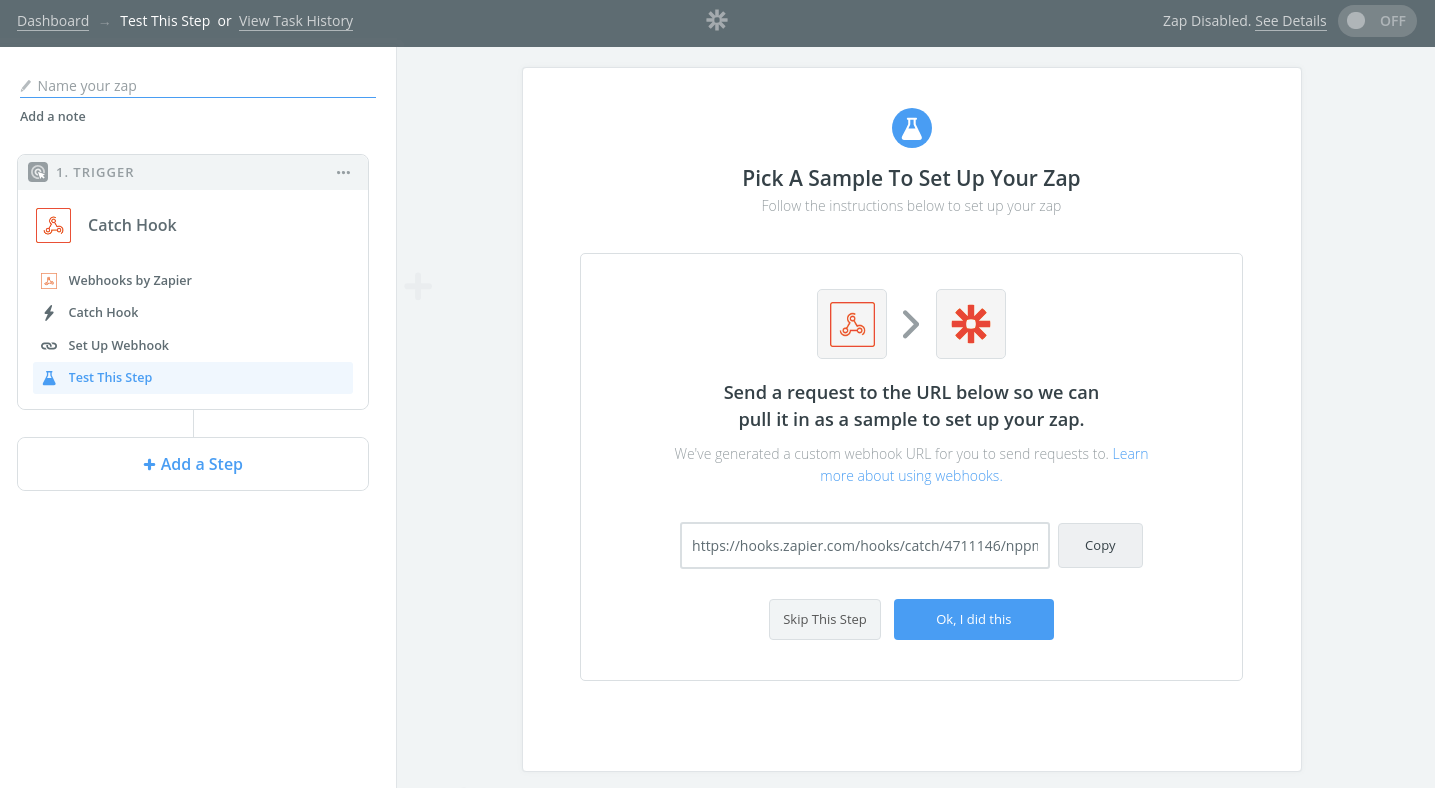 Dashboard → Test This Step or View Task History
Zap Disabled. See Details
OFF
Name your zap
Add a note
1. TRIGGER
Catch Hook
Webhooks by Zapier
Catch Hook
Set Up Webhook
Test This Step
+ Add a Step
Pick A Sample To Set Up Your Zap
Follow the instructions below to set up your zap
Send a request to the URL below so we can
pull it in as a sample to set up your zap.
We've generated a custom webhook URL for you to send requests to. Learn
more about using webhooks.
https://hooks.zapier.com/hooks/catch/4711146/nppn
Copy
Skip This Step
Ok, I did this